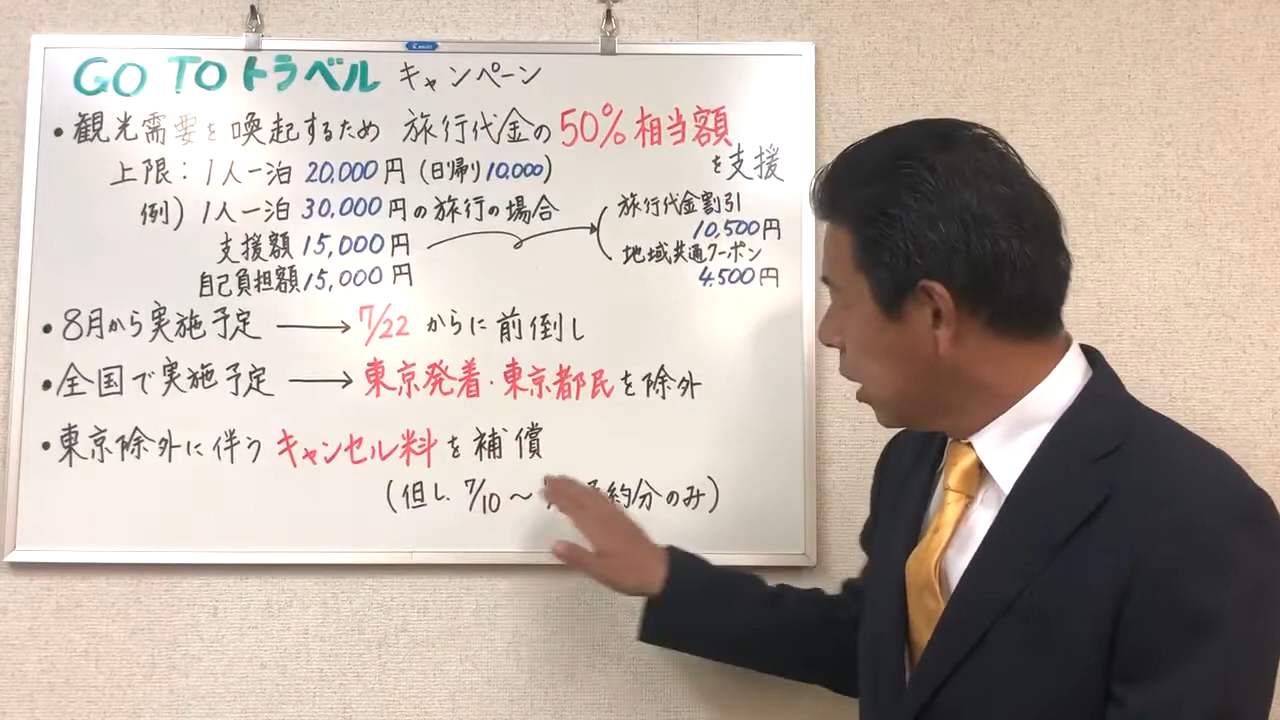 GO TO トラベル キャンペーン
・観光需要を喚起するため 旅行代金の50%相当額
を支援
上限：1人一泊 20,000円（日帰り10,000）
例）1人一泊 30,000円の旅行の場合
支援額 15,000円
自己負担額 15,000円
旅行代金割引
10,500円
地域共通クーポン
4,500円
・8月から実施予定 → 7/22 からに前倒し
・全国で実施予定 → 東京発着・東京都民を除外
・東京除外に伴うキャンセル料を補償
（但し 7/10～ 約分のみ）